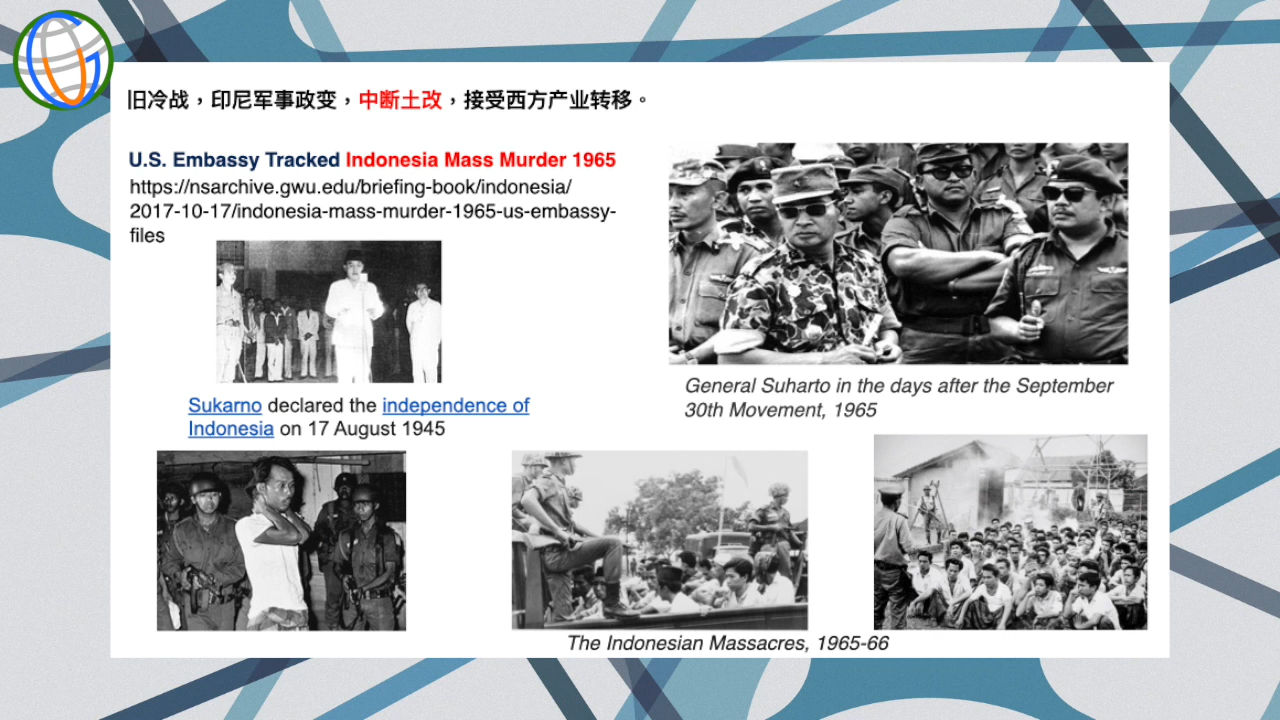 旧冷战，印尼军事政变，中断土改，接受西方产业转移。
U.S. Embassy Tracked Indonesia Mass Murder 1965
https://nsarchive.gwu.edu/briefing-book/indonesia/
2017-10-17/indonesia-mass-murder-1965-us-embassy-
files
Sukarno declared the independence of
Indonesia on 17 August 1945
General Suharto in the days after the September
30th Movement, 1965
The Indonesian Massacres, 1965-66